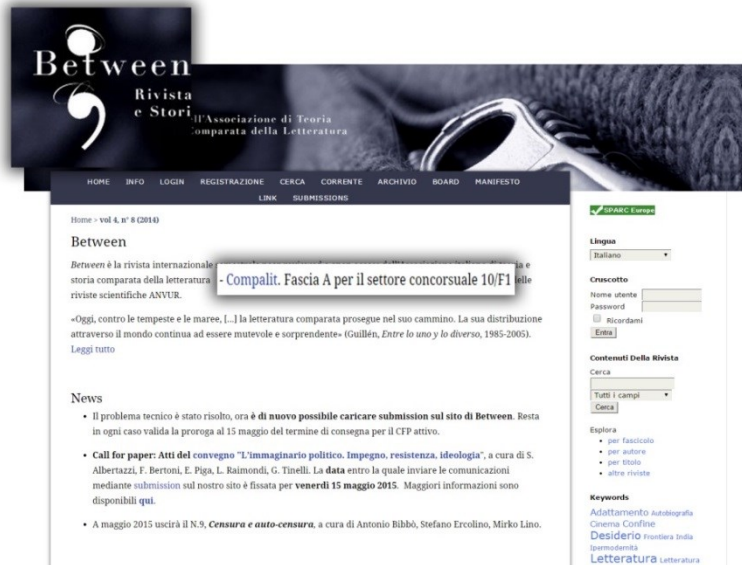 Between
Rivista
e Stori
ll'Associazione di Teoria
Comparata della Letteratura
HOME INFO LOGIN REGISTRAZIONE CERCA CORRENTE ARCHIVIO BOARD MANIFESTO
LINK SUBMISSIONS
Home > vol 4, n° 8 (2014)
Between
Between è la rivista internazionale
storia comparata della letteratura
- Compalit. Fascia A per il settore concorsuale 10/F1
riviste scientifiche ANVUR.
«Oggi, contro le tempeste e le maree, [...] la letteratura comparata prosegue nel suo cammino. La sua distribuzione
attraverso il mondo continua ad essere mutevole e sorprendente» (Guillén, Entre lo uno y lo diverso, 1985-2005).
Leggi tutto
News
• Il problema tecnico è stato risolto, ora è di nuovo possibile caricare submission sul sito di Between. Resta
in ogni caso valida la proroga al 15 maggio del termine di consegna per il CFP attivo.
• Call for paper: Atti del convegno "L'immaginario politico. Impegno, resistenza, ideologia", a cura di S.
Albertazzi, F. Bertoni, E. Piga, L. Raimondi, G. Tinelli. La data entro la quale inviare le comunicazioni
mediante submission sul nostro sito è fissata per venerdì 15 maggio 2015. Maggiori informazioni sono
disponibili qui.
• A maggio 2015 uscirà il N.9, Censura e auto-censura, a cura di Antonio Bibbò, Stefano Ercolino, Mirko Lino.
SPARC Europe
Lingua
Italiano
Cruscotto
Nome utente
Password
Ricordami
Entra
Contenuti Della Rivista
Cerca
Tutti i campi
Cerca
Esplora
• per fascicolo
• per autore
• per titolo
• altre riviste
Keywords
Adattamento Autobiografia
Cinema Confine
Desiderio Frontiera India
Ipermodernità
Letteratura Letteratura